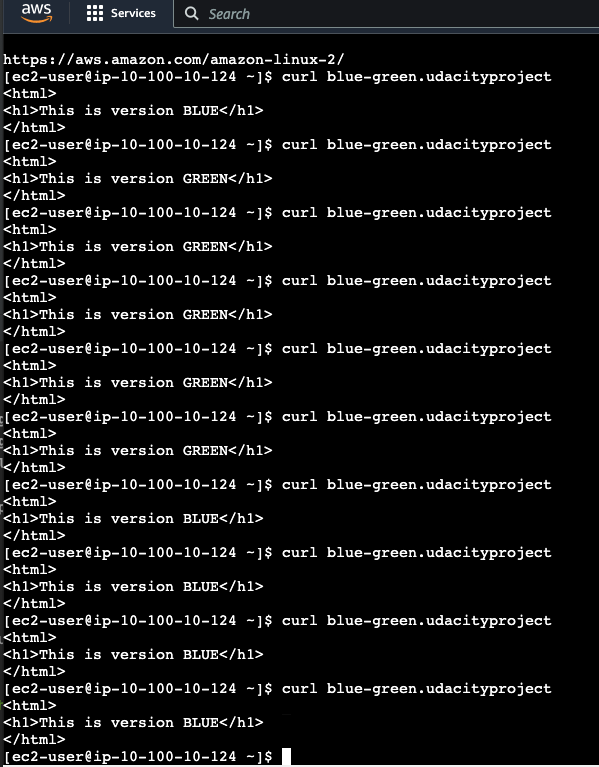 aws
Services
Search
https://aws.amazon.com/amazon-linux-2/
[ec2-user@ip-10-100-10-124 ~]$ curl blue-green.udacityproject
<html>
<h1>This is version BLUE</h1>
</html>
[ec2-user@ip-10-100-10-124 ~]$ curl blue-green.udacityproject
<html>
<h1>This is version GREEN</h1>
</html>
[ec2-user@ip-10-100-10-124 ~]$ curl blue-green.udacityproject
<html>
<h1>This is version GREEN</h1>
</html>
[ec2-user@ip-10-100-10-124 ~]$ curl blue-green.udacityproject
<html>
<h1>This is version GREEN</h1>
</html>
[ec2-user@ip-10-100-10-124 ~]$ curl blue-green.udacityproject
<html>
<h1>This is version GREEN</h1>
</html>
[ec2-user@ip-10-100-10-124 ~]$ curl blue-green.udacityproject
<html>
<h1>This is version GREEN</h1>
</html>
[ec2-user@ip-10-100-10-124 ~]$ curl blue-green.udacityproject
<html>
<h1>This is version BLUE</h1>
</html>
[ec2-user@ip-10-100-10-124 ~]$ curl blue-green.udacityproject
<html>
<h1>This is version BLUE</h1>
</html>
[ec2-user@ip-10-100-10-124 ~]$ curl blue-green.udacityproject
<html>
<h1>This is version BLUE</h1>
</html>
[ec2-user@ip-10-100-10-124 ~]$ curl blue-green.udacityproject
<html>
<h1>This is version BLUE</h1>
</html>
[ec2-user@ip-10-100-10-124 ~]$